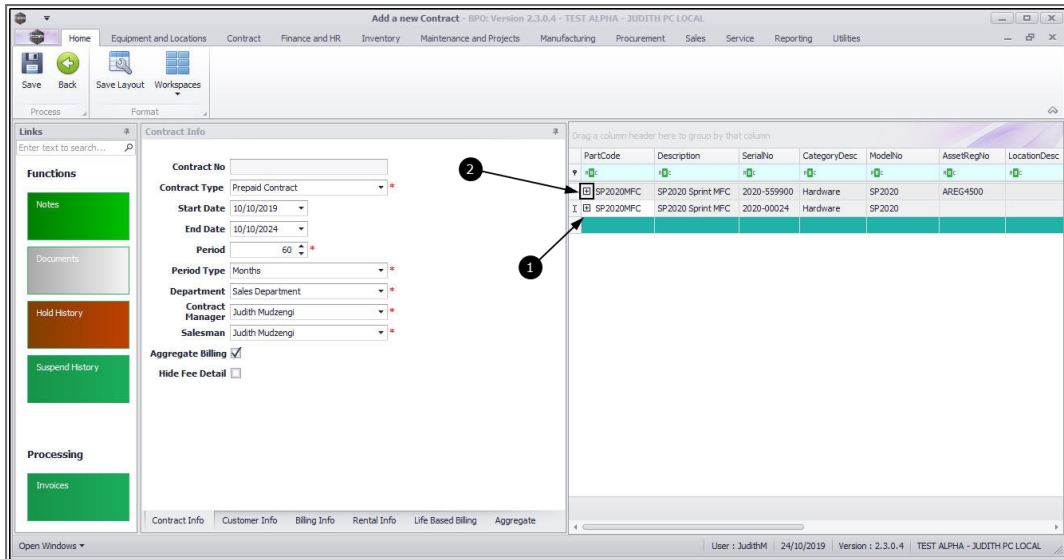 Add a new Contract - BPO: Version 2.3.0.4 - TEST ALPHA - JUDITH PC LOCAL
Home Equipment and Locations Contract Finance and HR Inventory Maintenance and Projects Manufacturing Procurement Sales Service Reporting Utilities
Save Back Save Layout Workspaces
Process Format
Links
Enter text to search...
Functions
Notes
Documents
Hold History
Suspend History
Processing
Invoices
Contract Info
Contract No
Contract Type Prepaid Contract *
Start Date 10/10/2019
End Date 10/10/2024
Period 60 *
Period Type Months *
Department Sales Department *
Contract
Manager Judith Mudzengi *
Salesman Judith Mudzengi *
Aggregate Billing
Hide Fee Detail
Contract Info Customer Info Billing Info Rental Info Life Based Billing Aggregate
Drag a column header here to group by that column
PartCode Description SerialNo CategoryDesc ModelNo AssetRegNo LocationDesc
2
SP2020MFC SP2020 Sprint MFC 2020-559900 Hardware SP2020 AREG4500
SP2020MFC SP2020 Sprint MFC 2020-00024 Hardware SP2020
1
Open Windows User : JudithM 24/10/2019 Version : 2.3.0.4 TEST ALPHA - JUDITH PC LOCAL